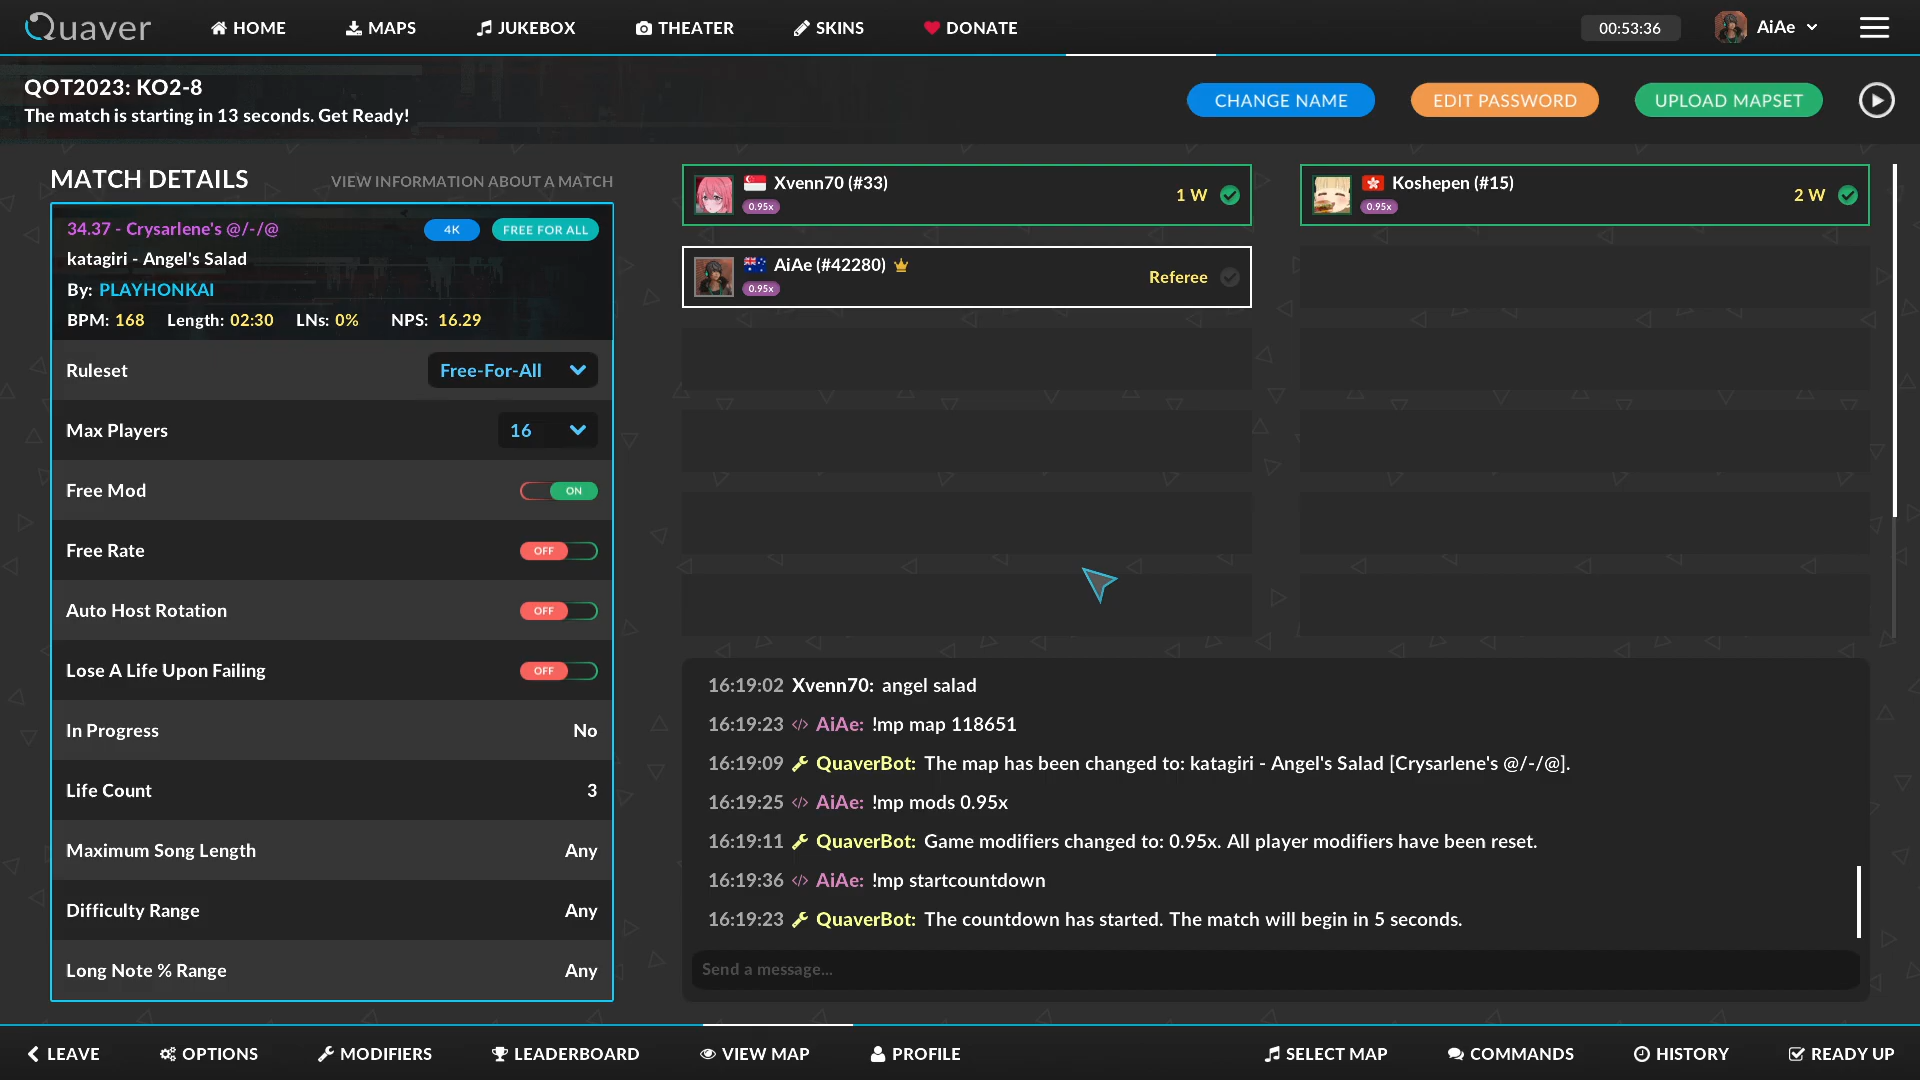 Quaver
HOME
MAPS
JUKEBOX
THEATER
SKINS
DONATE
00:53:36
AiAe
QOT2023: KO2-8
The match is starting in 13 seconds. Get Ready!
CHANGE NAME
EDIT PASSWORD
UPLOAD MAPSET
MATCH DETAILS
VIEW INFORMATION ABOUT A MATCH
34.37 - Crysarlene's @/-/@
4K
FREE FOR ALL
katagiri - Angel's Salad
By: PLAYHONKAI
BPM: 168 Length: 02:30 LNs: 0% NPS: 16.29
Ruleset Free-For-All
Max Players 16
Free Mod ON
Free Rate OFF
Auto Host Rotation OFF
Lose A Life Upon Failing OFF
In Progress No
Life Count 3
Maximum Song Length Any
Difficulty Range Any
Long Note % Range Any
Xvenn70 (#33)
0.95x
1 W
Koshepen (#15)
0.95x
2 W
AiAe (#42280)
0.95x
Referee
16:19:02 Xvenn70: angel salad
16:19:23 </> AiAe: !mp map 118651
16:19:09 QuaverBot: The map has been changed to: katagiri - Angel's Salad [Crysarlene's @/-/@].
16:19:25 </> AiAe: !mp mods 0.95x
16:19:11 QuaverBot: Game modifiers changed to: 0.95x. All player modifiers have been reset.
16:19:36 </> AiAe: !mp startcountdown
16:19:23 QuaverBot: The countdown has started. The match will begin in 5 seconds.
Send a message...
LEAVE
OPTIONS
MODIFIERS
LEADERBOARD
VIEW MAP
PROFILE
SELECT MAP
COMMANDS
HISTORY
READY UP